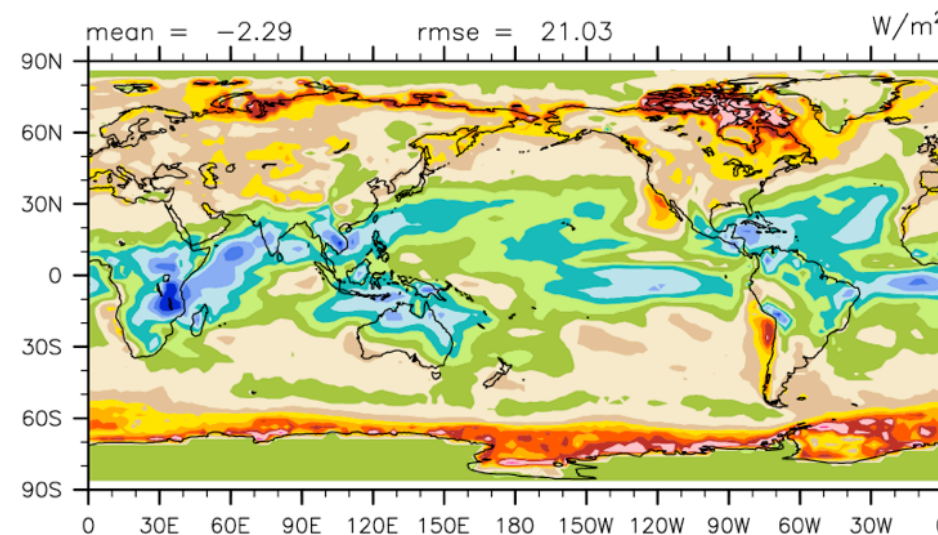 mean = −2.29 rmse = 21.03 W/m²
90N
60N
30N
0
30S
60S
90S
0 30E 60E 90E 120E 150E 180 150W 120W 90W 60W 30W